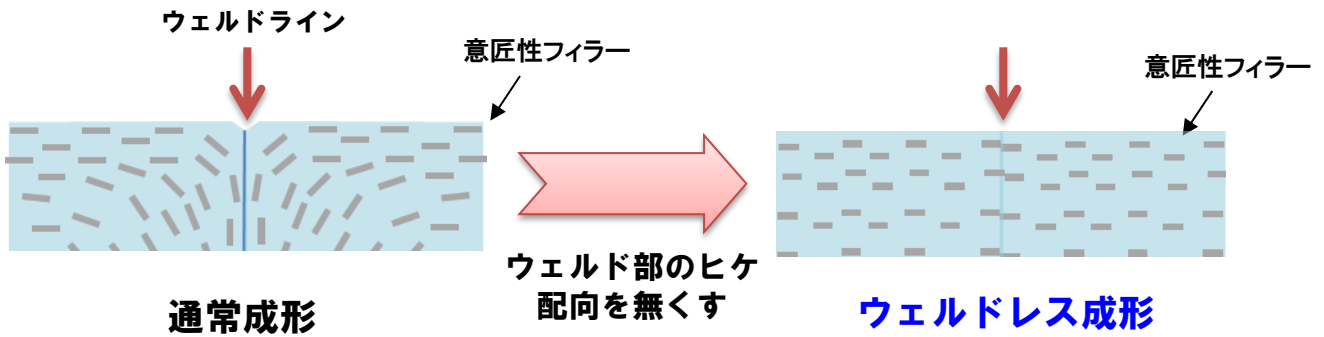 ウェルドライン
意匠性フィラー
意匠性フィラー
ウェルド部のヒケ
配向を無くす
通常成形
ウェルドレス成形